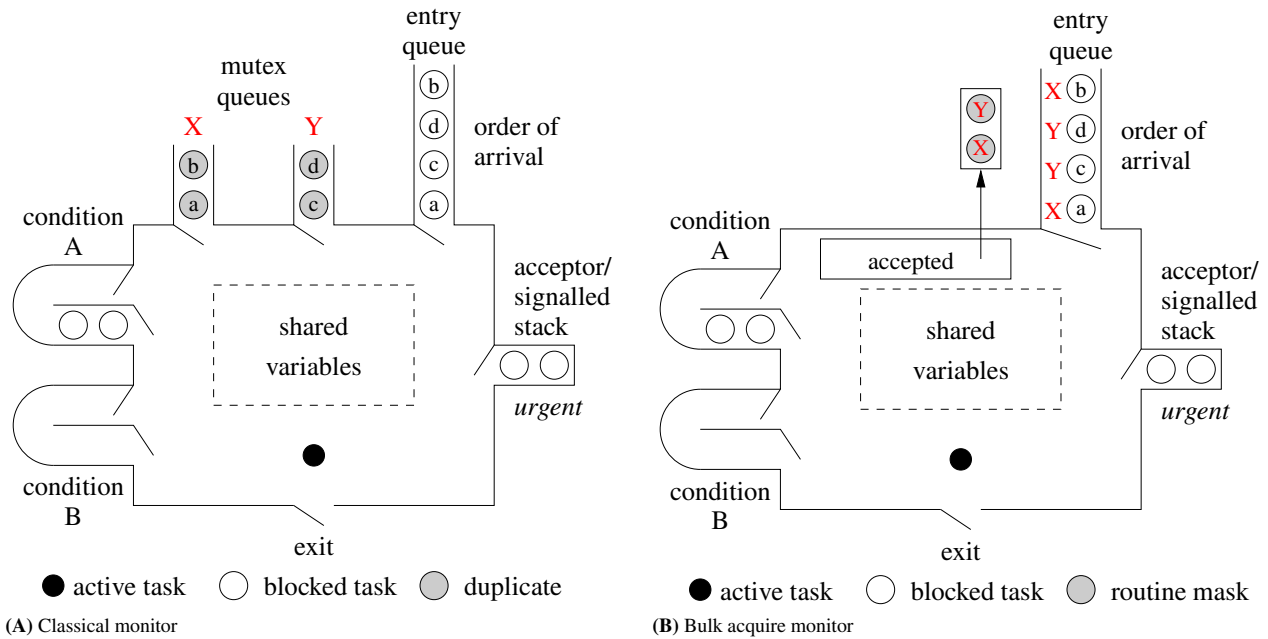 entry
queue
mutex
queues
X
Y
b
d
c
a
order of
arrival
b
a
d
c
condition
A
acceptor/
signalled
stack
shared
variables
urgent
condition
B
exit
active task
blocked task
duplicate
(A) Classical monitor
entry
queue
Y
X
X b
Y d
Y c
X a
order of
arrival
condition
A
accepted
acceptor/
signalled
stack
shared
variables
urgent
condition
B
exit
active task
blocked task
routine mask
(B) Bulk acquire monitor